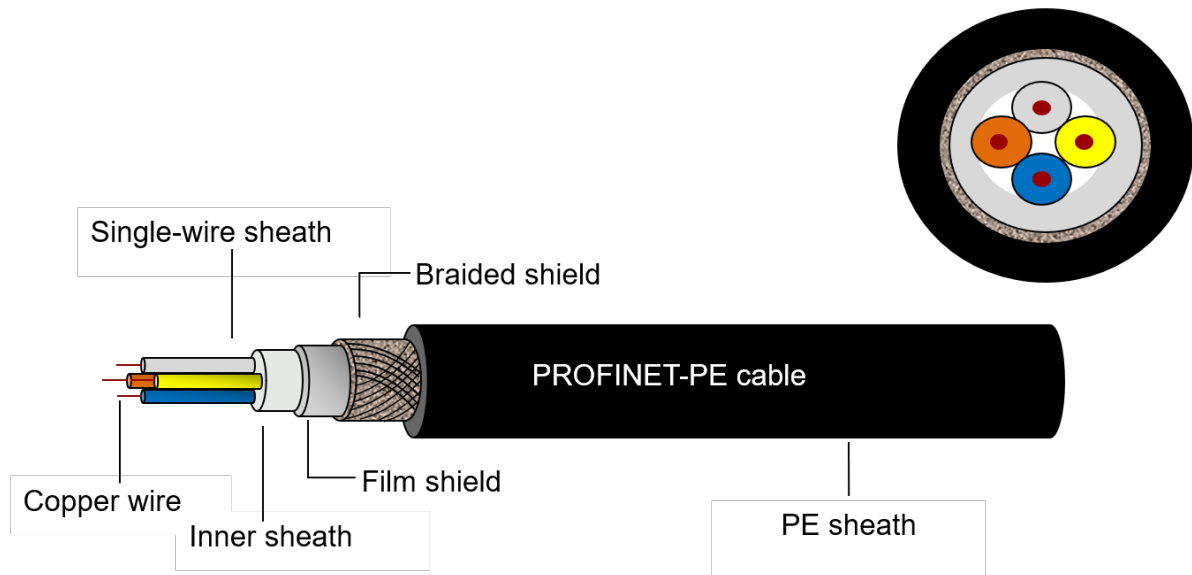 Single-wire sheath
Braided shield
PROFINET-PE cable
Film shield
Copper wire
Inner sheath
PE sheath